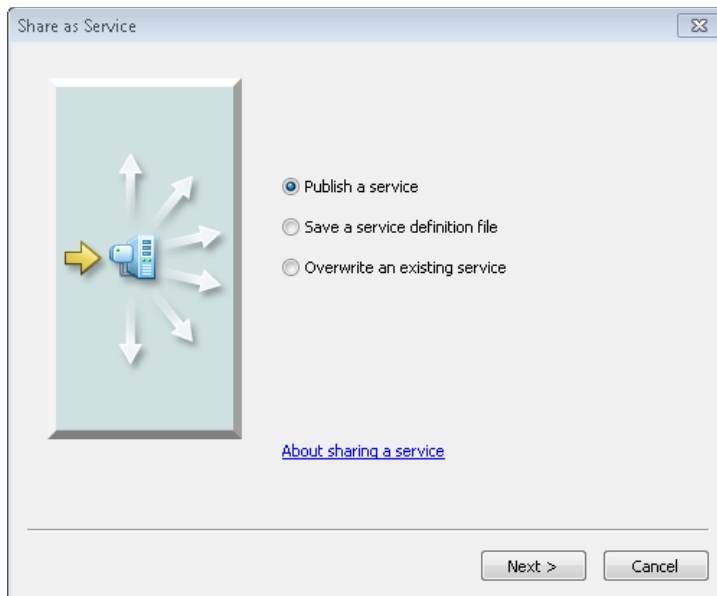 Share as Service
Publish a service
Save a service definition file
Overwrite an existing service
About sharing a service
Next >
Cancel